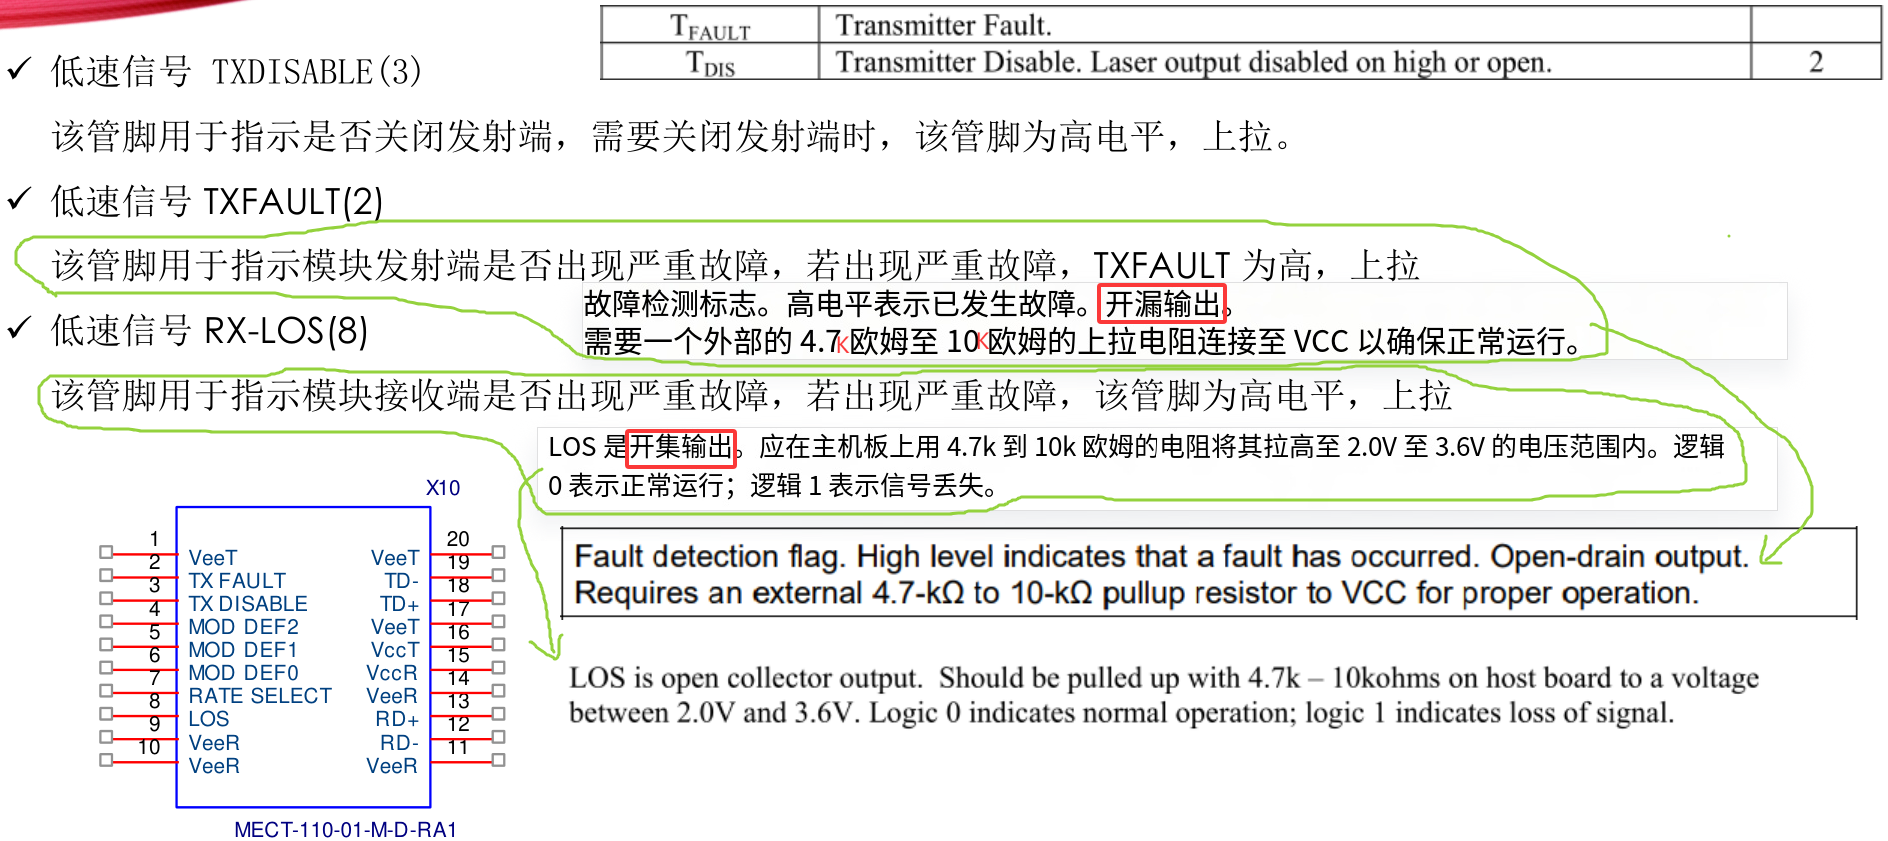 T_FAULT Transmitter Fault.
T_DIS Transmitter Disable. Laser output disabled on high or open. 2
✓ 低速信号 TXDISABLE(3)
该管脚用于指示是否关闭发射端，需要关闭发射端时，该管脚为高电平，上拉。
✓ 低速信号 TXFAULT(2)
该管脚用于指示模块发射端是否出现严重故障，若出现严重故障，TXFAULT 为高，上拉
故障检测标志。高电平表示已发生故障。开漏输出。
需要一个外部的 4.7K欧姆至 10K欧姆的上拉电阻连接至 VCC 以确保正常运行。
✓ 低速信号 RX-LOS(8)
该管脚用于指示模块接收端是否出现严重故障，若出现严重故障，该管脚为高电平，上拉
LOS 是开集输出。应在主机板上用 4.7k 到 10k 欧姆的电阻将其拉高至 2.0V 至 3.6V 的电压范围内。逻辑
0 表示正常运行；逻辑 1 表示信号丢失。
Fault detection flag. High level indicates that a fault has occurred. Open-drain output.
Requires an external 4.7-kΩ to 10-kΩ pullup resistor to VCC for proper operation.
LOS is open collector output. Should be pulled up with 4.7k – 10kohms on host board to a voltage
between 2.0V and 3.6V. Logic 0 indicates normal operation; logic 1 indicates loss of signal.
X10
1 VeeT VeeT 20
2 TX FAULT TD- 19
3 TX DISABLE TD+ 18
4 MOD DEF2 VeeT 17
5 MOD DEF1 VccT 16
6 MOD DEF0 VccR 15
7 RATE SELECT VeeR 14
8 LOS RD+ 13
9 VeeR RD- 12
10 VeeR VeeR 11
MECT-110-01-M-D-RA1